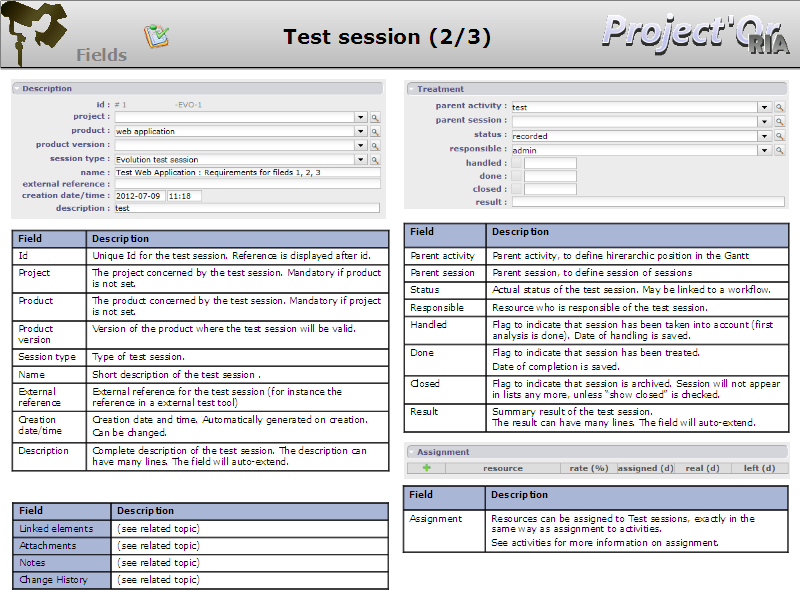 Test session (2/3)
Fields
Project'Or
RIA
Description
id : # 1 -EVO-1
project :
product : web application
product version :
session type : Evolution test session
name : Test Web Application : Requirements for fileds 1, 2, 3
external reference :
creation date/time : 2012-07-09 11:18
description : test
Field Description
Id Unique Id for the test session. Reference is displayed after id.
Project The project concerned by the test session. Mandatory if product
is not set.
Product The product concerned by the test session. Mandatory if project
is not set.
Product Version of the product where the test session will be valid.
version
Session type Type of test session.
Name Short description of the test session .
External External reference for the test session (for instance the
reference reference in a external test tool)
Creation Creation date and time. Automatically generated on creation.
date/time Can be changed.
Description Complete description of the test session. The description can
have many lines. The field will auto-extend.
Field Description
Linked elements (see related topic)
Attachments (see related topic)
Notes (see related topic)
Change History (see related topic)
Treatment
parent activity : test
parent session :
status : recorded
responsible : admin
handled :
done :
closed :
result :
Field Description
Parent activity Parent activity, to define hirerarchic position in the Gantt
Parent session Parent session, to define session of sessions
Status Actual status of the test session. May be linked to a workflow.
Responsible Resource who is responsible of the test session.
Handled Flag to indicate that session has been taken into account (first
analysis is done). Date of handling is saved.
Done Flag to indicate that session has been treated.
Date of completion is saved.
Closed Flag to indicate that session is archived. Session will not appear
in lists any more, unless “show closed” is checked.
Result Summary result of the test session.
The result can have many lines. The field will auto-extend.
Assignment
resource rate (%) assigned (d) real (d) left (d)
Field Description
Assignment Resources can be assigned to Test sessions, exactly in the
same way as assignment to activities.
See activities for more information on assignment.